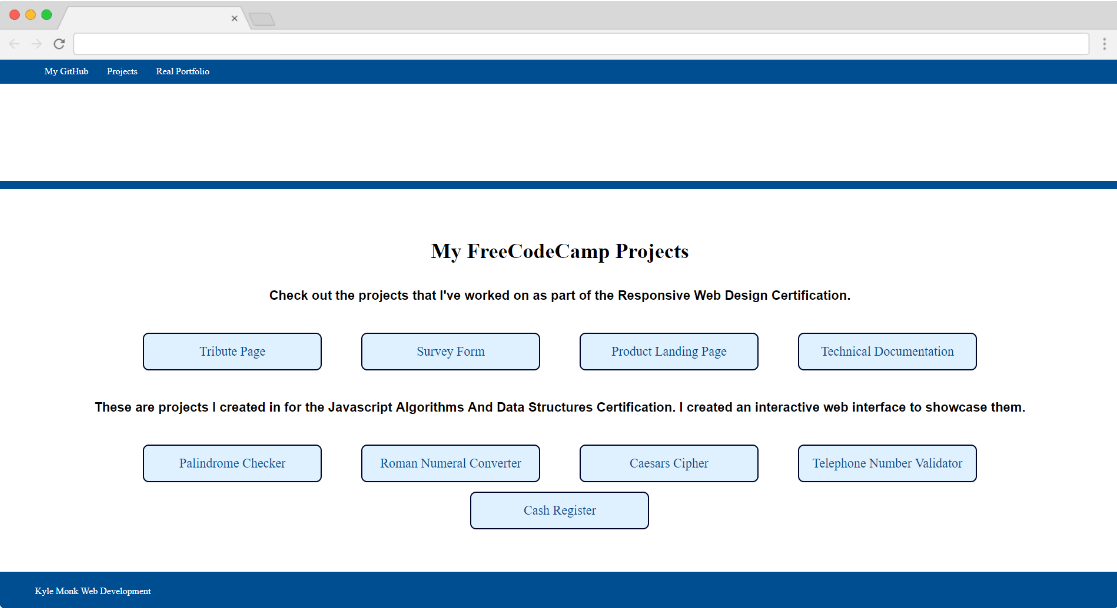 My GitHub Projects Real Portfolio
My FreeCodeCamp Projects
Check out the projects that I've worked on as part of the Responsive Web Design Certification.
Tribute Page Survey Form Product Landing Page Technical Documentation
These are projects I created in for the Javascript Algorithms And Data Structures Certification. I created an interactive web interface to showcase them.
Palindrome Checker Roman Numeral Converter Caesars Cipher Telephone Number Validator
Cash Register
Kyle Monk Web Development